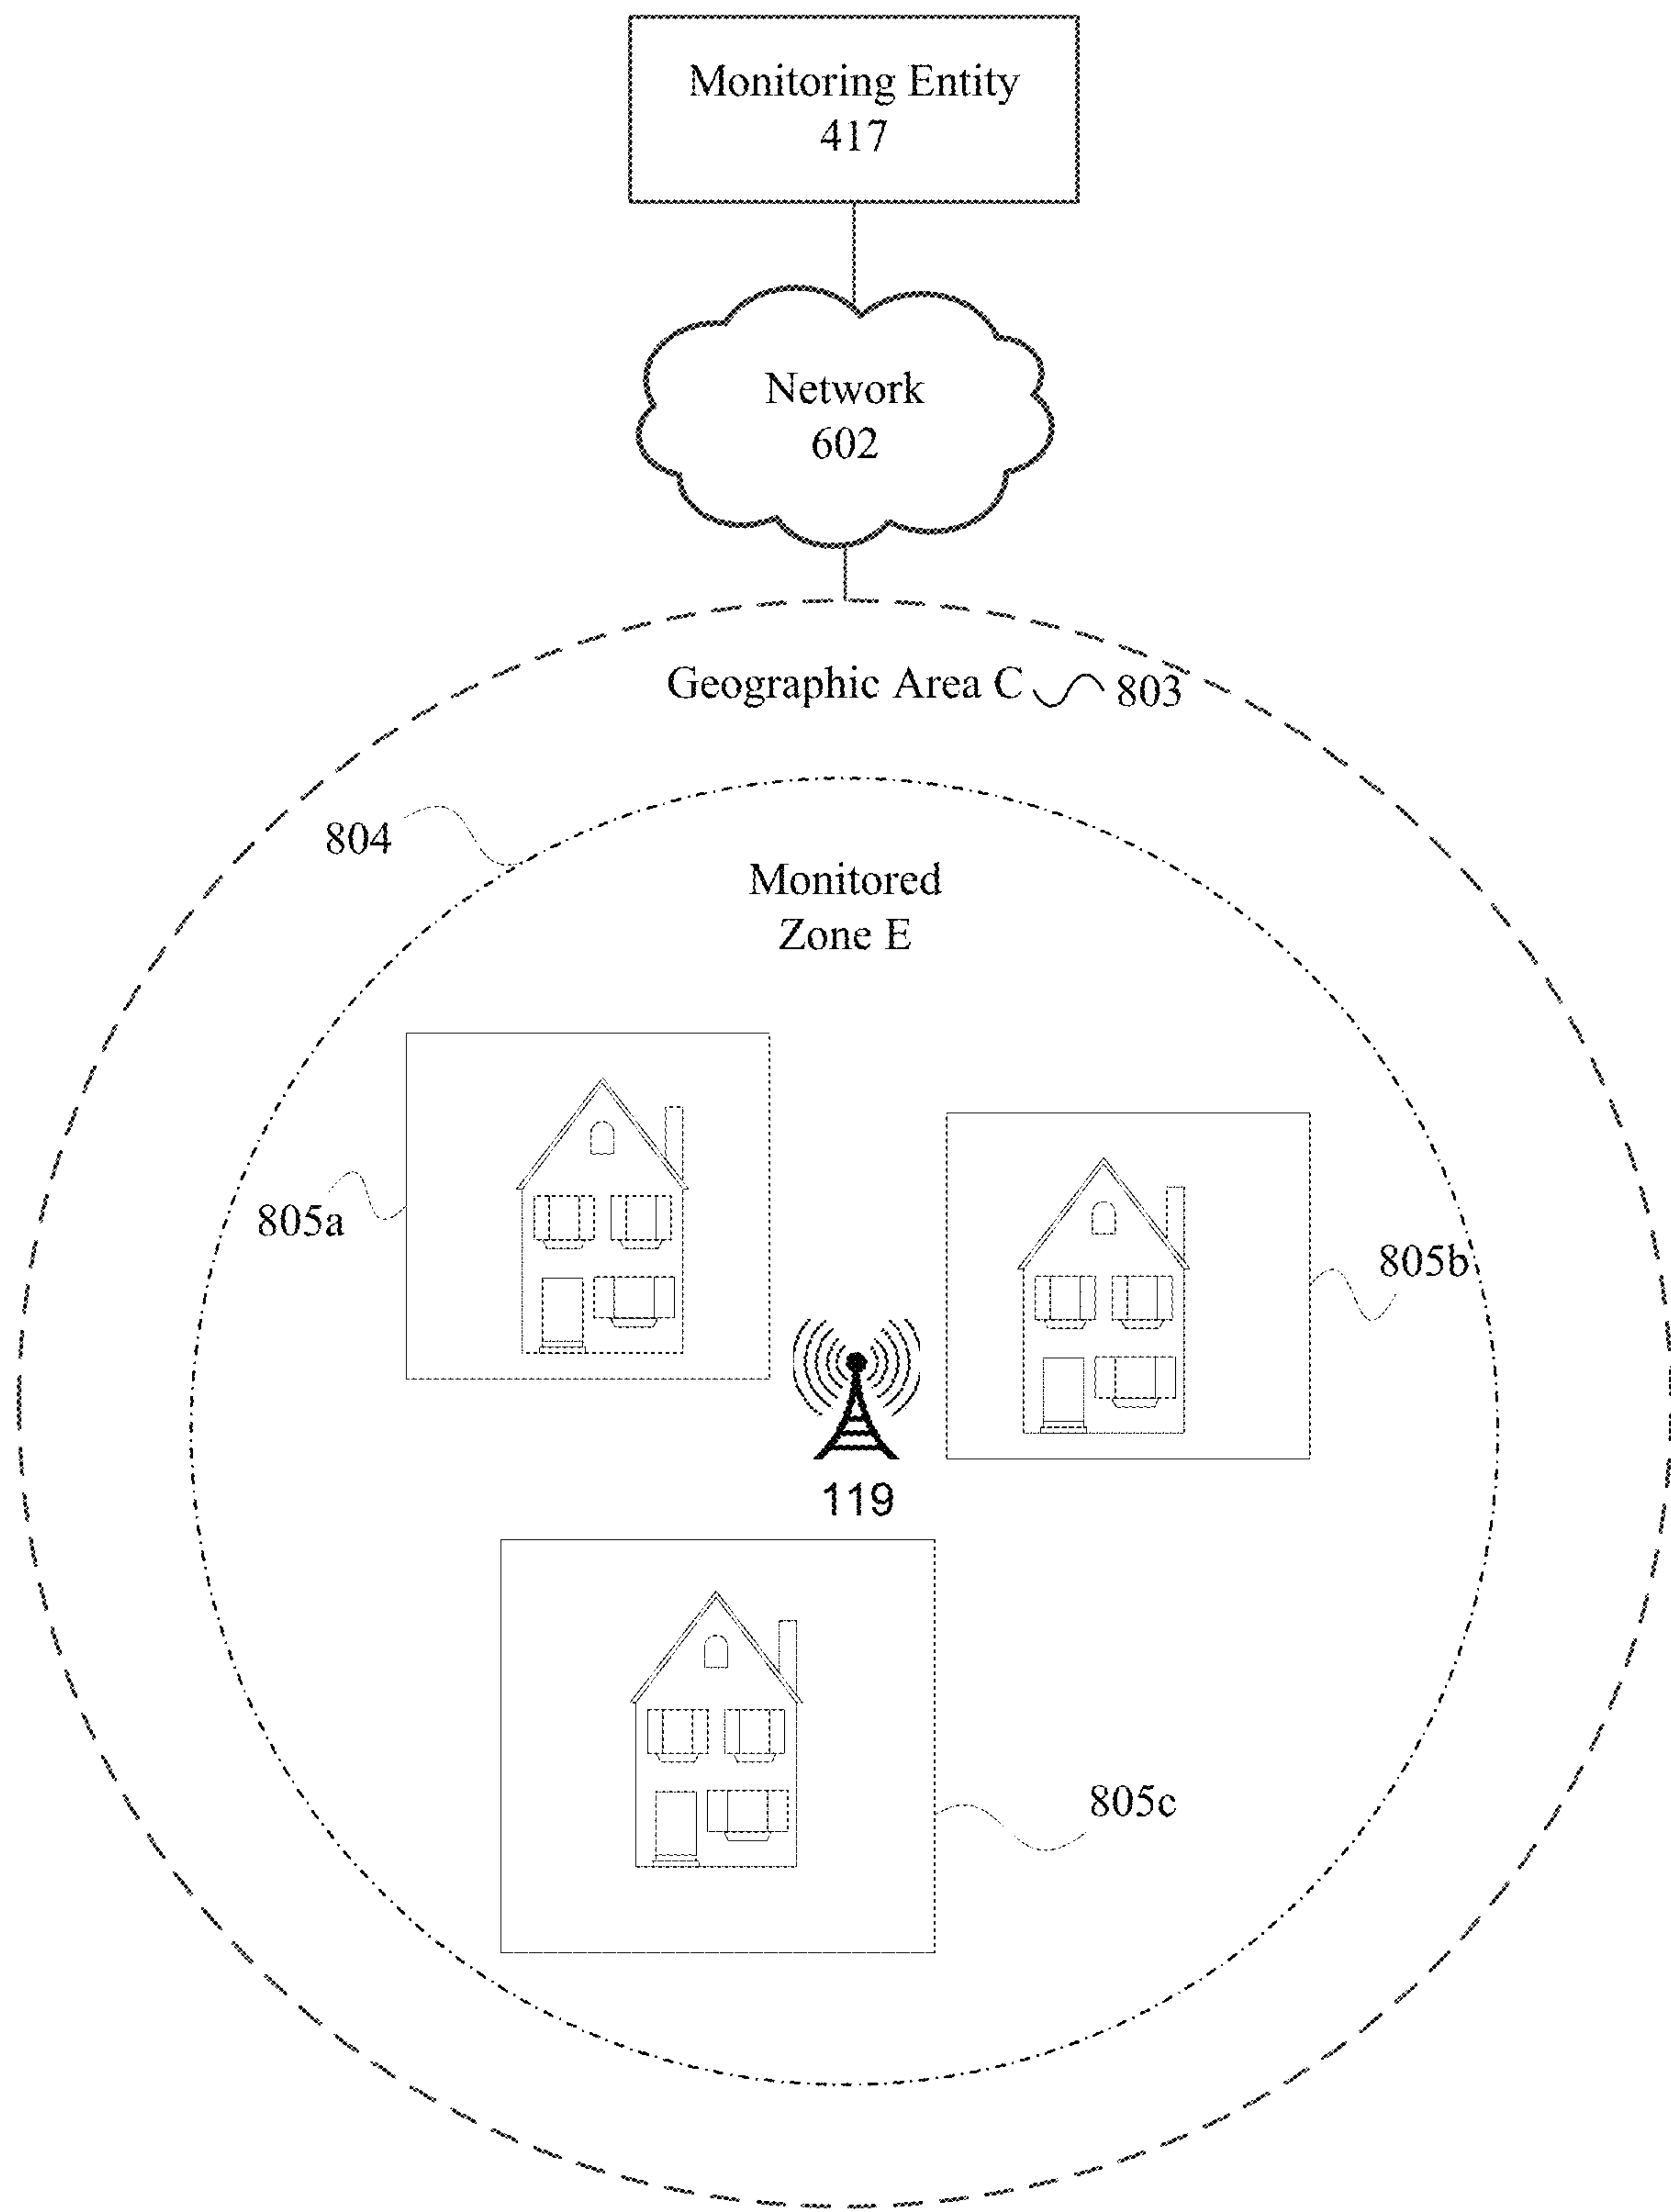 Monitoring Entity
417
Network
602
Geographic Area C 803
804
Monitored
Zone E
805a
805b
119
805c